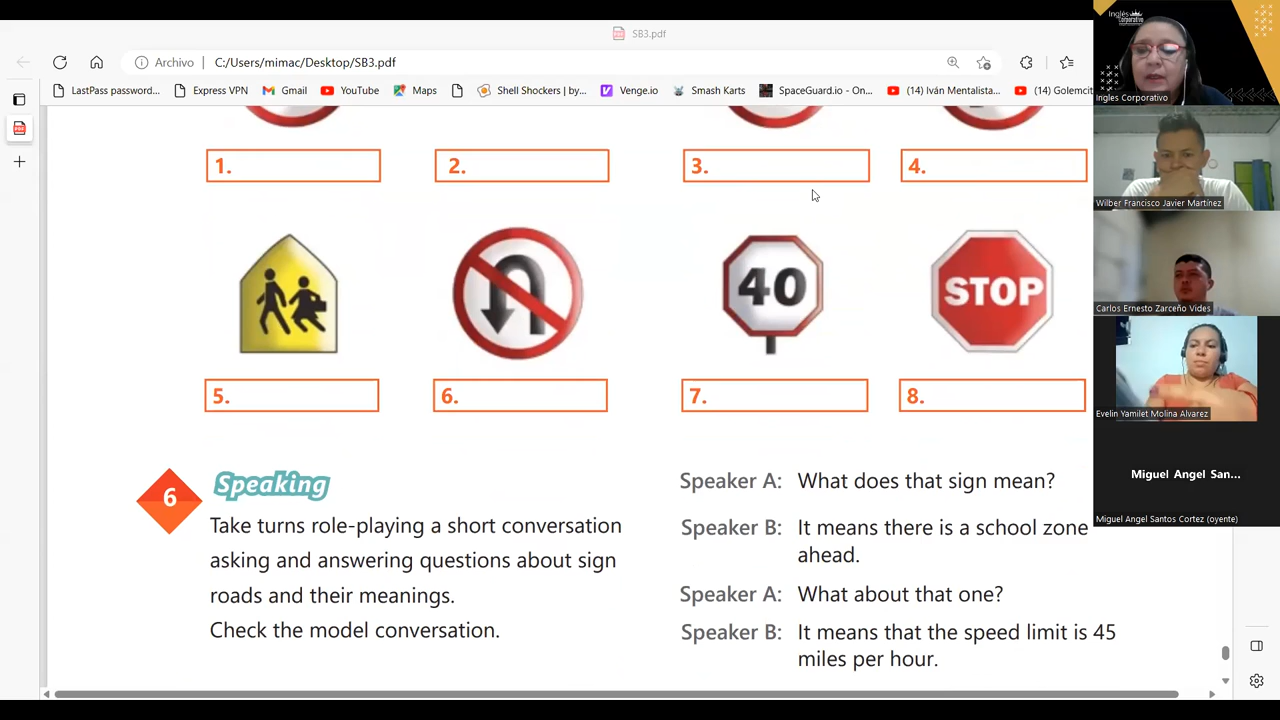 SB3.pdf
Archivo C:/Users/mimac/Desktop/SB3.pdf
LastPass password... Express VPN Gmail YouTube Maps Shell Shockers | by... Venge.io Smash Karts SpaceGuard.io - On... (14) Iván Mentalista... (14) Golemcit
Inglés
Corporativo
Ingles Corporativo
1. 2. 3. 4.
Wilber Francisco Javier Martínez
40 STOP
Carlos Ernesto Zarceño Vides
5. 6. 7. 8.
Evelin Yamilet Molina Alvarez
Miguel Angel San...
Miguel Angel Santos Cortez (oyente)
6 Speaking
Take turns role-playing a short conversation
asking and answering questions about sign
roads and their meanings.
Check the model conversation.
Speaker A: What does that sign mean?
Speaker B: It means there is a school zone
ahead.
Speaker A: What about that one?
Speaker B: It means that the speed limit is 45
miles per hour.